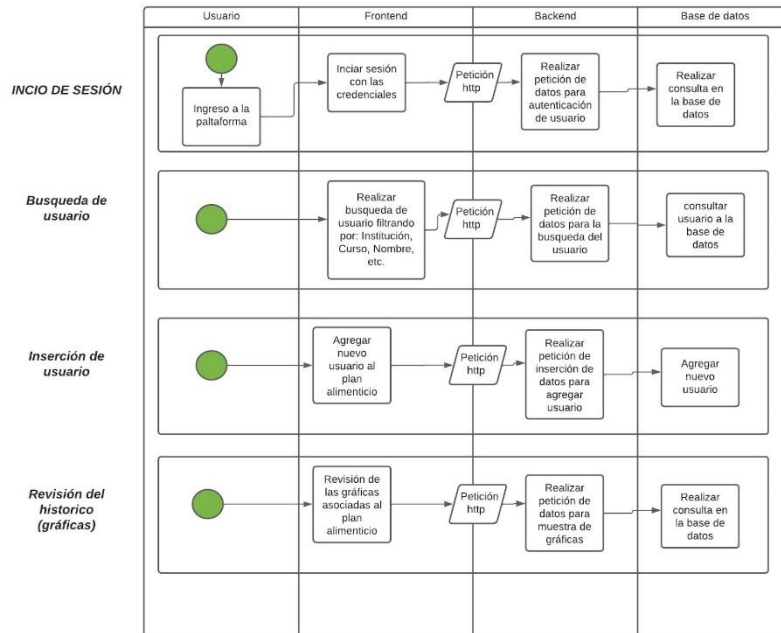 Usuario
Frontend
Backend
Base de datos
INCIO DE SESIÓN
Ingreso a la
paltaforma
Inciar sesión
con las
credenciales
Petición
http
Realizar
petición de
datos para
autenticación
de usuario
Realizar
consulta en
la base de
datos
Busqueda de
usuario
Realizar
busqueda de
usuario filtrando
por: Institución,
Curso, Nombre,
etc.
Petición
http
Realizar
petición de
datos para la
busqueda del
usuario
consultar
usuario a la
base de
datos
Inserción de
usuario
Agregar
nuevo
usuario al
plan
alimenticio
Petición
http
Realizar
petición de
inserción de
datos para
agregar
usuario
Agregar
nuevo
usuario
Revisión del
historico
(gráficas)
Revisión de
las gráficas
asociadas al
plan
alimenticio
Petición
http
Realizar
petición de
datos para
muestra de
gráficas
Realizar
consulta en
la base de
datos